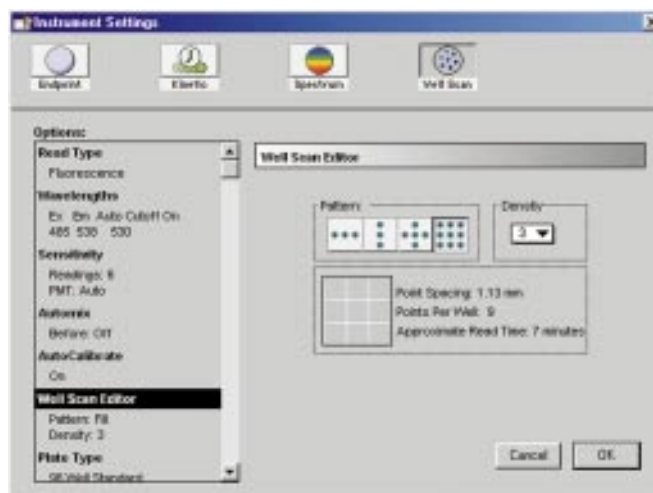 Instrument Settings
Endpoint Kinetic Spectrum Well Scan
Options:
Read Type
Fluorescence
Wavelengths
Ex Em Auto Cutoff On
485 538 530
Sensitivity
Readings: 6
PMT: Auto
Automix
Before: Off
AutoCalibrate
On
Well Scan Editor
Pattern: Fill
Density: 3
Plate Type
96 Well Standard
Well Scan Editor
Pattern:
Density
3
Point Spacing: 1.13 mm
Points Per Well: 9
Approximate Read Time: 7 minutes
Cancel OK